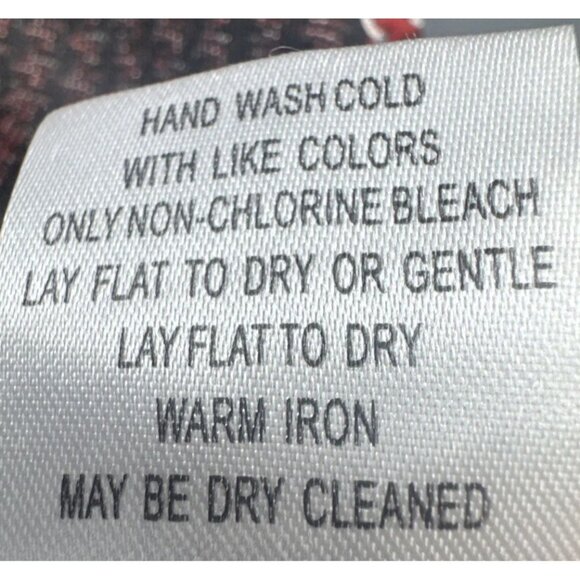 HAND WASH COLD
WITH LIKE COLORS
ONLY NON-CHLORINE BLEACH
LAY FLAT TO DRY OR GENTLE
LAY FLAT TO DRY
WARM IRON
MAY BE DRY CLEANED